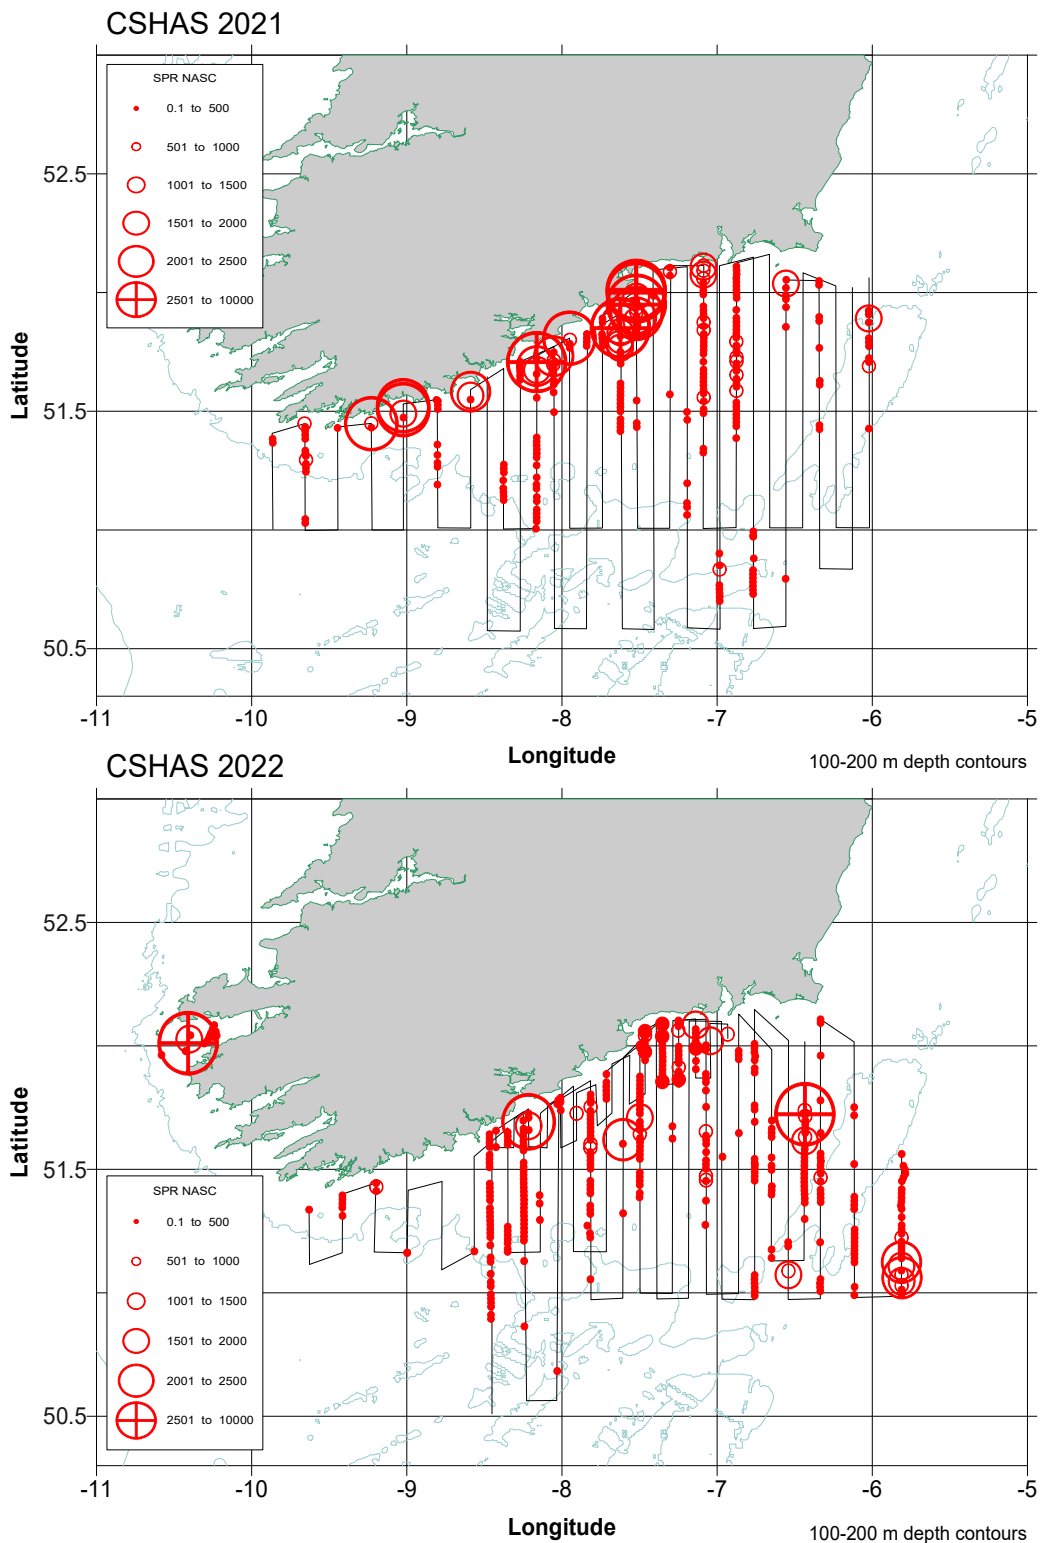 CSHAS 2021
SPR NASC
0.1 to 500
501 to 1000
1001 to 1500
1501 to 2000
2001 to 2500
2501 to 10000
52.5
51.5
50.5
Latitude
-11 -10 -9 -8 -7 -6 -5
Longitude
100-200 m depth contours
CSHAS 2022
52.5
51.5
50.5
Latitude
SPR NASC
0.1 to 500
501 to 1000
1001 to 1500
1501 to 2000
2001 to 2500
2501 to 10000
-11 -10 -9 -8 -7 -6 -5
Longitude
100-200 m depth contours